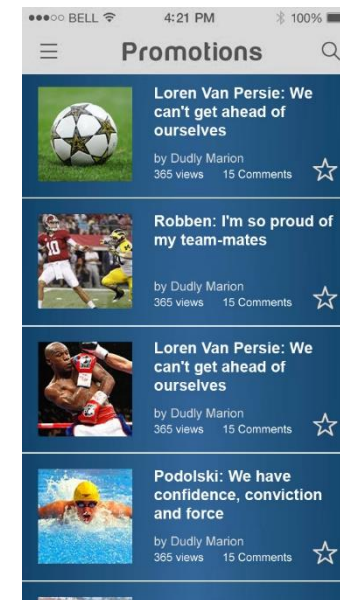 BELL 4:21 PM 100%
Promotions
Loren Van Persie: We
can't get ahead of
ourselves
by Dudly Marion
365 views 15 Comments
Robben: I'm so proud of
my team-mates
by Dudly Marion
365 views 15 Comments
Loren Van Persie: We
can't get ahead of
ourselves
by Dudly Marion
365 views 15 Comments
Podolski: We have
confidence, conviction
and force
by Dudly Marion
365 views 15 Comments